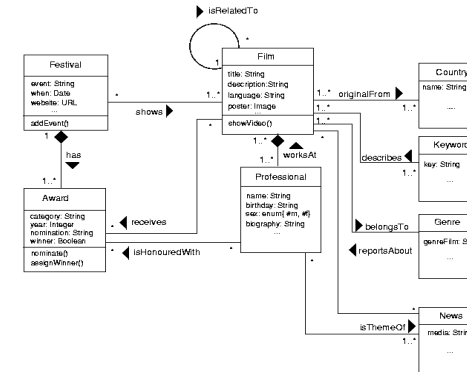 isRelatedTo
*
1
Festival
event: String
when: Date
website: URL
...
addEvent()
*
shows
1..*
Film
title: String
description:String
language: String
poster: Image
...
showVideo()
1..*
originalFrom
1..*
Country
name: String
....
1
has
1..*
1..*
worksAt
1..*
1..*
describes
1..*
Keyword
key: String
...
Award
category: String
year: Integer
nomination: String
winner: Boolean
nominate()
assignWinner()
*
receives
*
*
isHonouredWith
*
Professional
name: String
birthday: String
sex: enum{ #m, #f}
biography: String
...
1..*
belongsTo
*
reportsAbout
Genre
genreFilm: S
...
*
*
*
isThemeOf
1..*
News
media: Strin
...